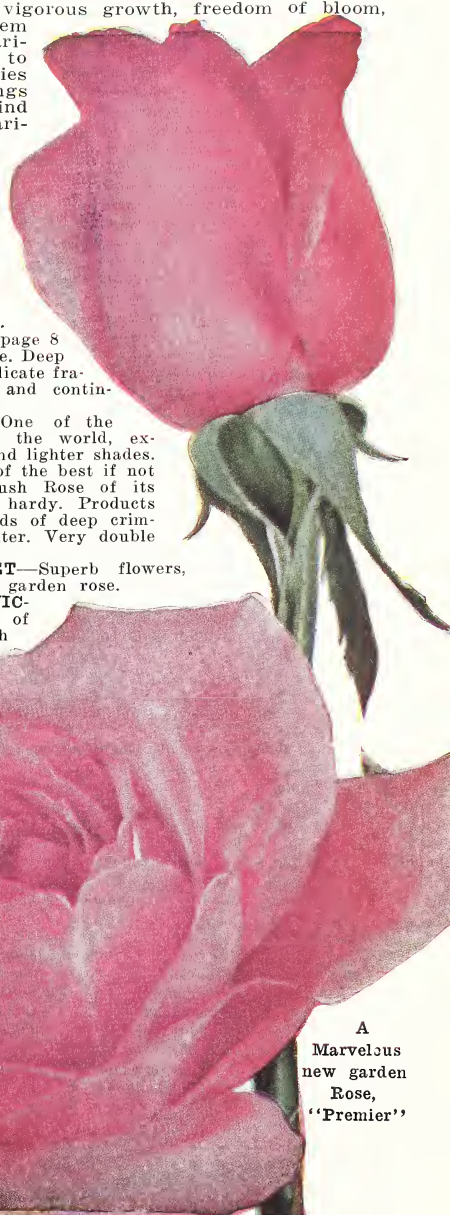 vigorous growth, freedom of bloom,
em
ari-
to
ies
ngs
ind
ari-
page 8
e. Deep
licate fra-
and contin-
One of the
the world, ex-
nd lighter shades.
of the best if not
ush Rose of its
hardy. Products
ds of deep crim-
ter. Very double
ET—Superb flowers,
garden rose.
VIC-
of
h
A
Marvelous
new garden
Rose,
"Premier"